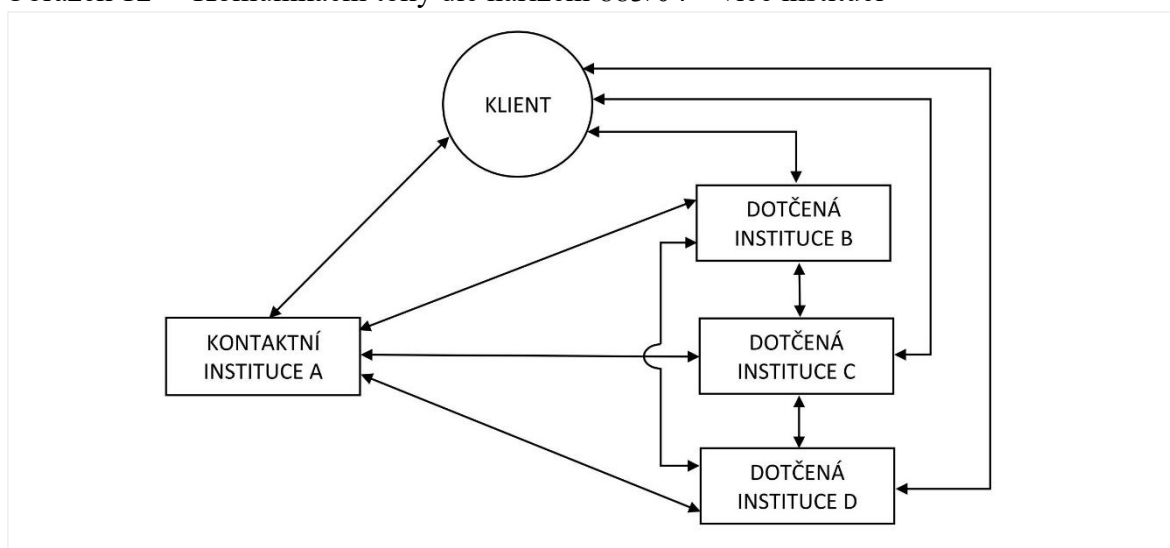 KLIENT
DOTČENÁ
INSTITUCE B
KONTAKTNÍ
INSTITUCE A
DOTČENÁ
INSTITUCE C
DOTČENÁ
INSTITUCE D